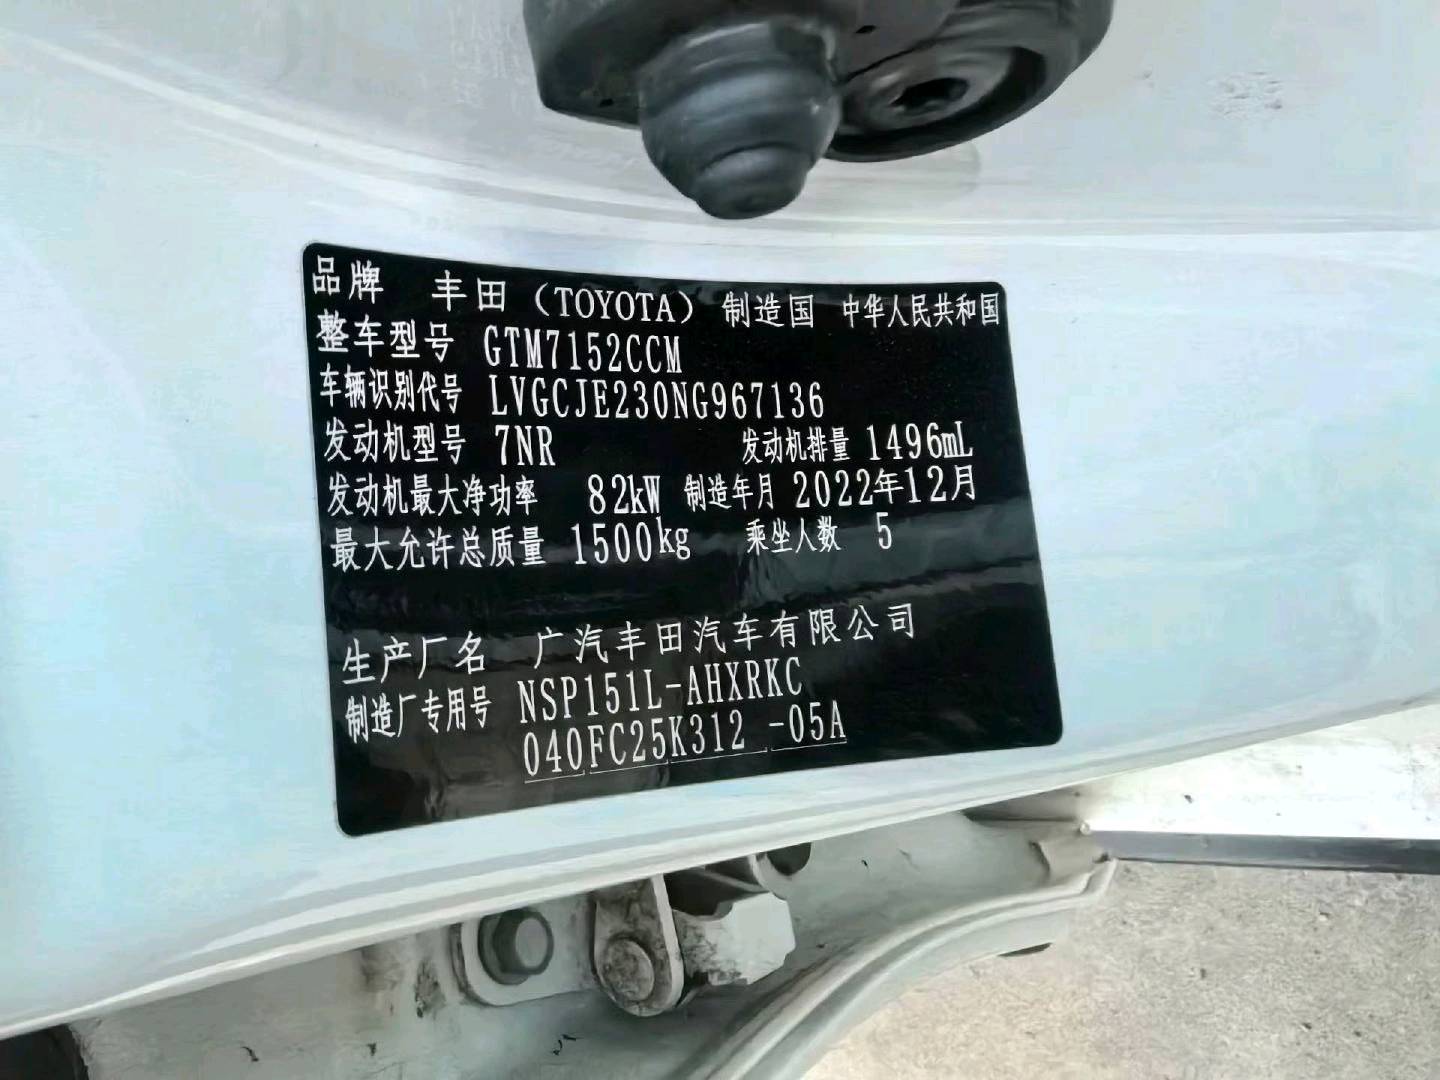 品牌 丰田（TOYOTA） 制造国 中华人民共和国
整车型号 GTM7152CCM
车辆识别代号 LVGCJE230NG967136
发动机型号 7NR 发动机排量 1496mL
发动机最大净功率 82kW 制造年月 2022年12月
最大允许总质量 1500kg 乘坐人数 5
生产厂名 广汽丰田汽车有限公司
制造厂专用号 NSP151L-AHXRKC
040FC25K312 -05A